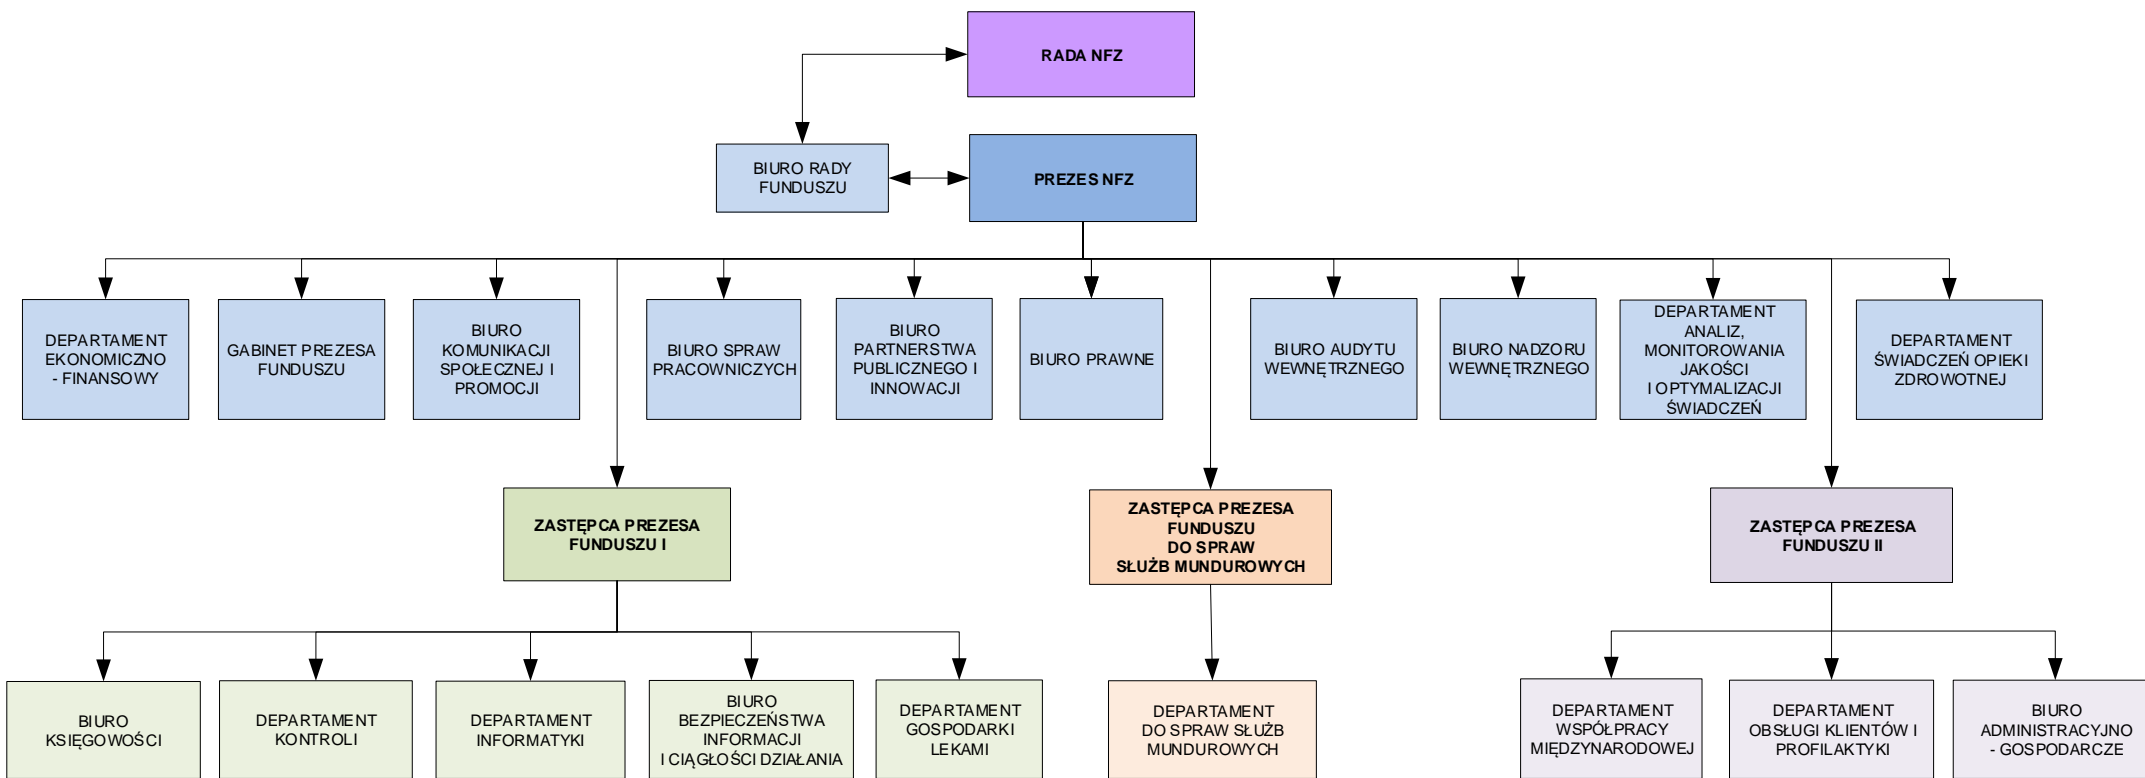 RADA NFZ
BIURO RADY
FUNDUSZU
PREZES NFZ
DEPARTAMENT
EKONOMICZNO
- FINANSOWY
GABINET PREZESA
FUNDUSZU
BIURO
KOMUNIKACJI
SPOŁECZNEJ I
PROMOCJI
BIURO SPRAW
PRACOWNICZYCH
BIURO
PARTNERSTWA
PUBLICZNEGO I
INNOWACJI
BIURO PRAWNE
BIURO AUDYTU
WEWNĘTRZNEGO
BIURO NADZORU
WEWNĘTRZNEGO
DEPARTAMENT
ANALIZ,
MONITOROWANIA
JAKOŚCI
I OPTYMALIZACJI
ŚWIADCZEŃ
DEPARTAMENT
ŚWIADCZEŃ OPIEKI
ZDROWOTNEJ
ZASTĘPCA PREZESA
FUNDUSZU I
ZASTĘPCA PREZESA
FUNDUSZU
DO SPRAW
SŁUŻB MUNDUROWYCH
ZASTĘPCA PREZESA
FUNDUSZU II
BIURO
KSIĘGOWOŚCI
DEPARTAMENT
KONTROLI
DEPARTAMENT
INFORMATYKI
BIURO
BEZPIECZEŃSTWA
INFORMACJI
I CIĄGŁOŚCI DZIAŁANIA
DEPARTAMENT
GOSPODARKI
LEKAMI
DEPARTAMENT
DO SPRAW SŁUŻB
MUNDUROWYCH
DEPARTAMENT
WSPÓŁPRACY
MIĘDZYNARODOWEJ
DEPARTAMENT
OBSŁUGI KLIENTÓW I
PROFILAKTYKI
BIURO
ADMINISTRACYJNO
- GOSPODARCZE